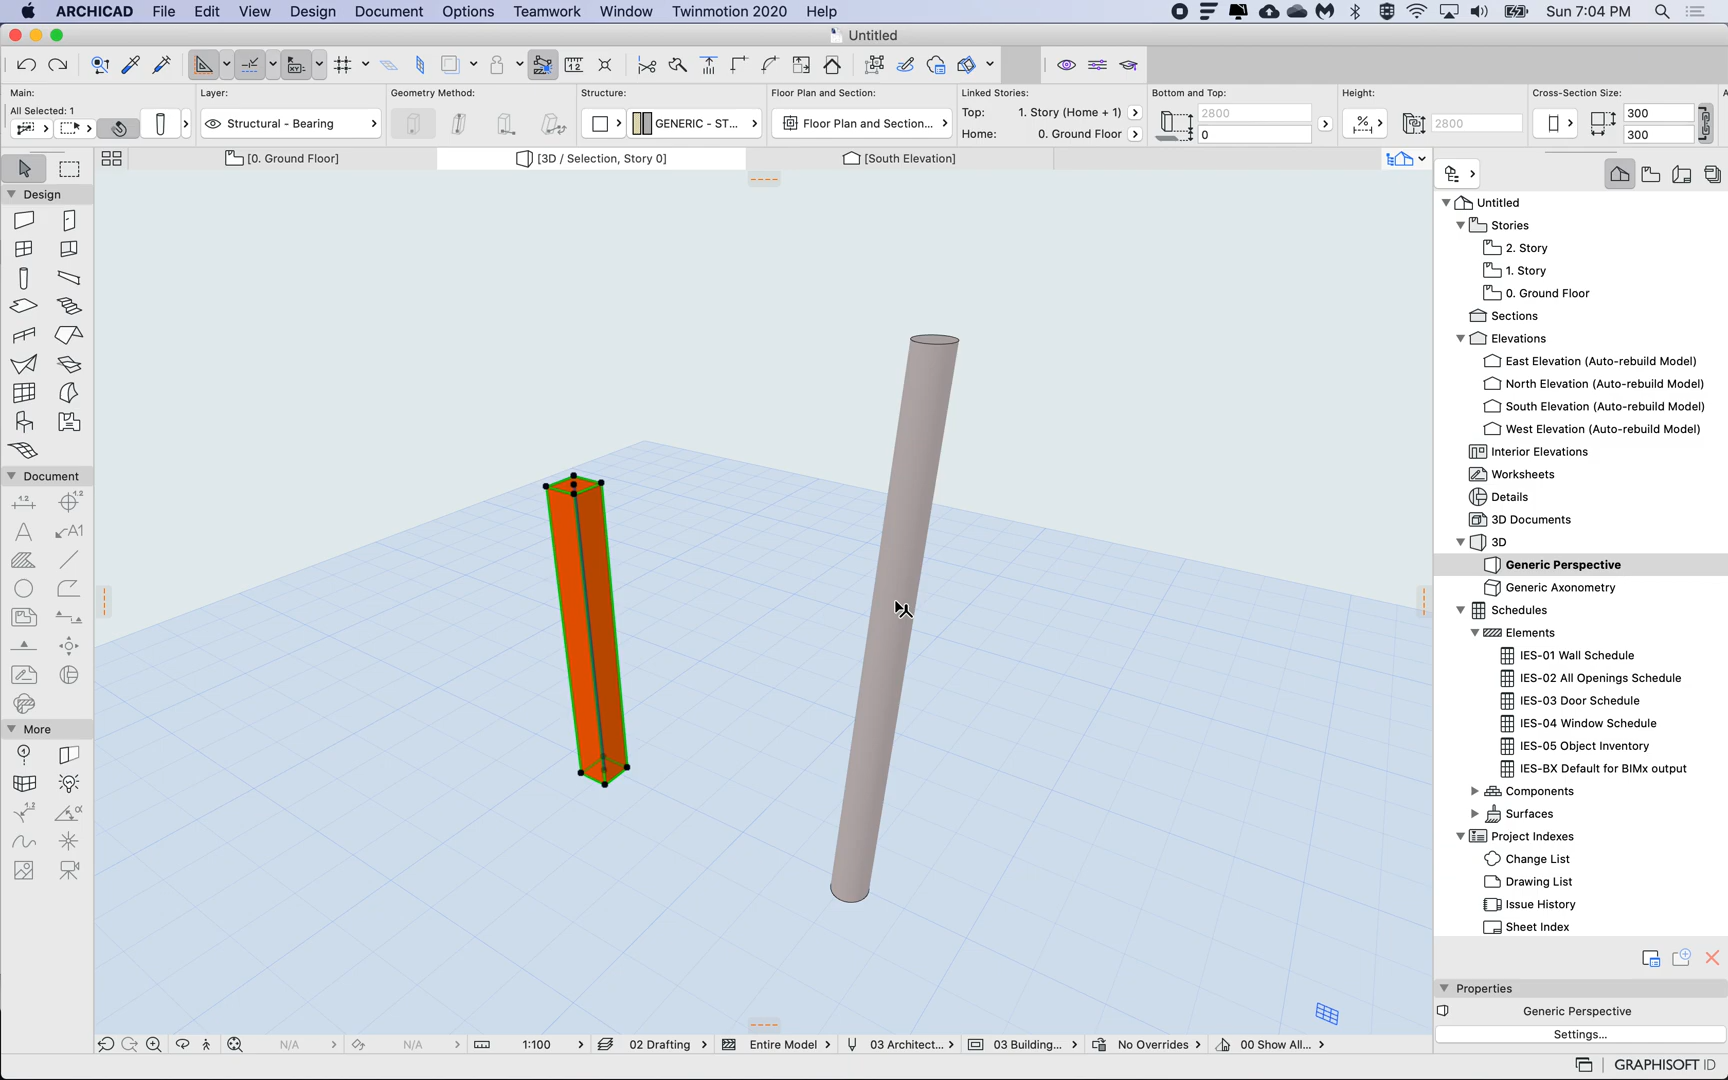 ARCHICAD File Edit View Design Document Options Teamwork Window Twinmotion 2020 Help Sun 7:04 PM
Untitled
Main: Layer: Geometry Method: Structure: Floor Plan and Section: Linked Stories: Bottom and Top: Height: Cross-Section Size:
All Selected: 1
Structural - Bearing
GENERIC - ST...
Floor Plan and Section...
Top: 1. Story (Home + 1)
Home: 0. Ground Floor
2800
0
2800
300
300
[0. Ground Floor] [3D / Selection, Story 0] [South Elevation]
Design
Document
More
Untitled
Stories
2. Story
1. Story
0. Ground Floor
Sections
Elevations
East Elevation (Auto-rebuild Model)
North Elevation (Auto-rebuild Model)
South Elevation (Auto-rebuild Model)
West Elevation (Auto-rebuild Model)
Interior Elevations
Worksheets
Details
3D Documents
3D
Generic Perspective
Generic Axonometry
Schedules
Elements
IES-01 Wall Schedule
IES-02 All Openings Schedule
IES-03 Door Schedule
IES-04 Window Schedule
IES-05 Object Inventory
IES-BX Default for BIMx output
Components
Surfaces
Project Indexes
Change List
Drawing List
Issue History
Sheet Index
Properties
Generic Perspective
Settings...
N/A N/A 1:100 02 Drafting Entire Model 03 Architect... 03 Building... No Overrides 00 Show All...
GRAPHISOFT ID